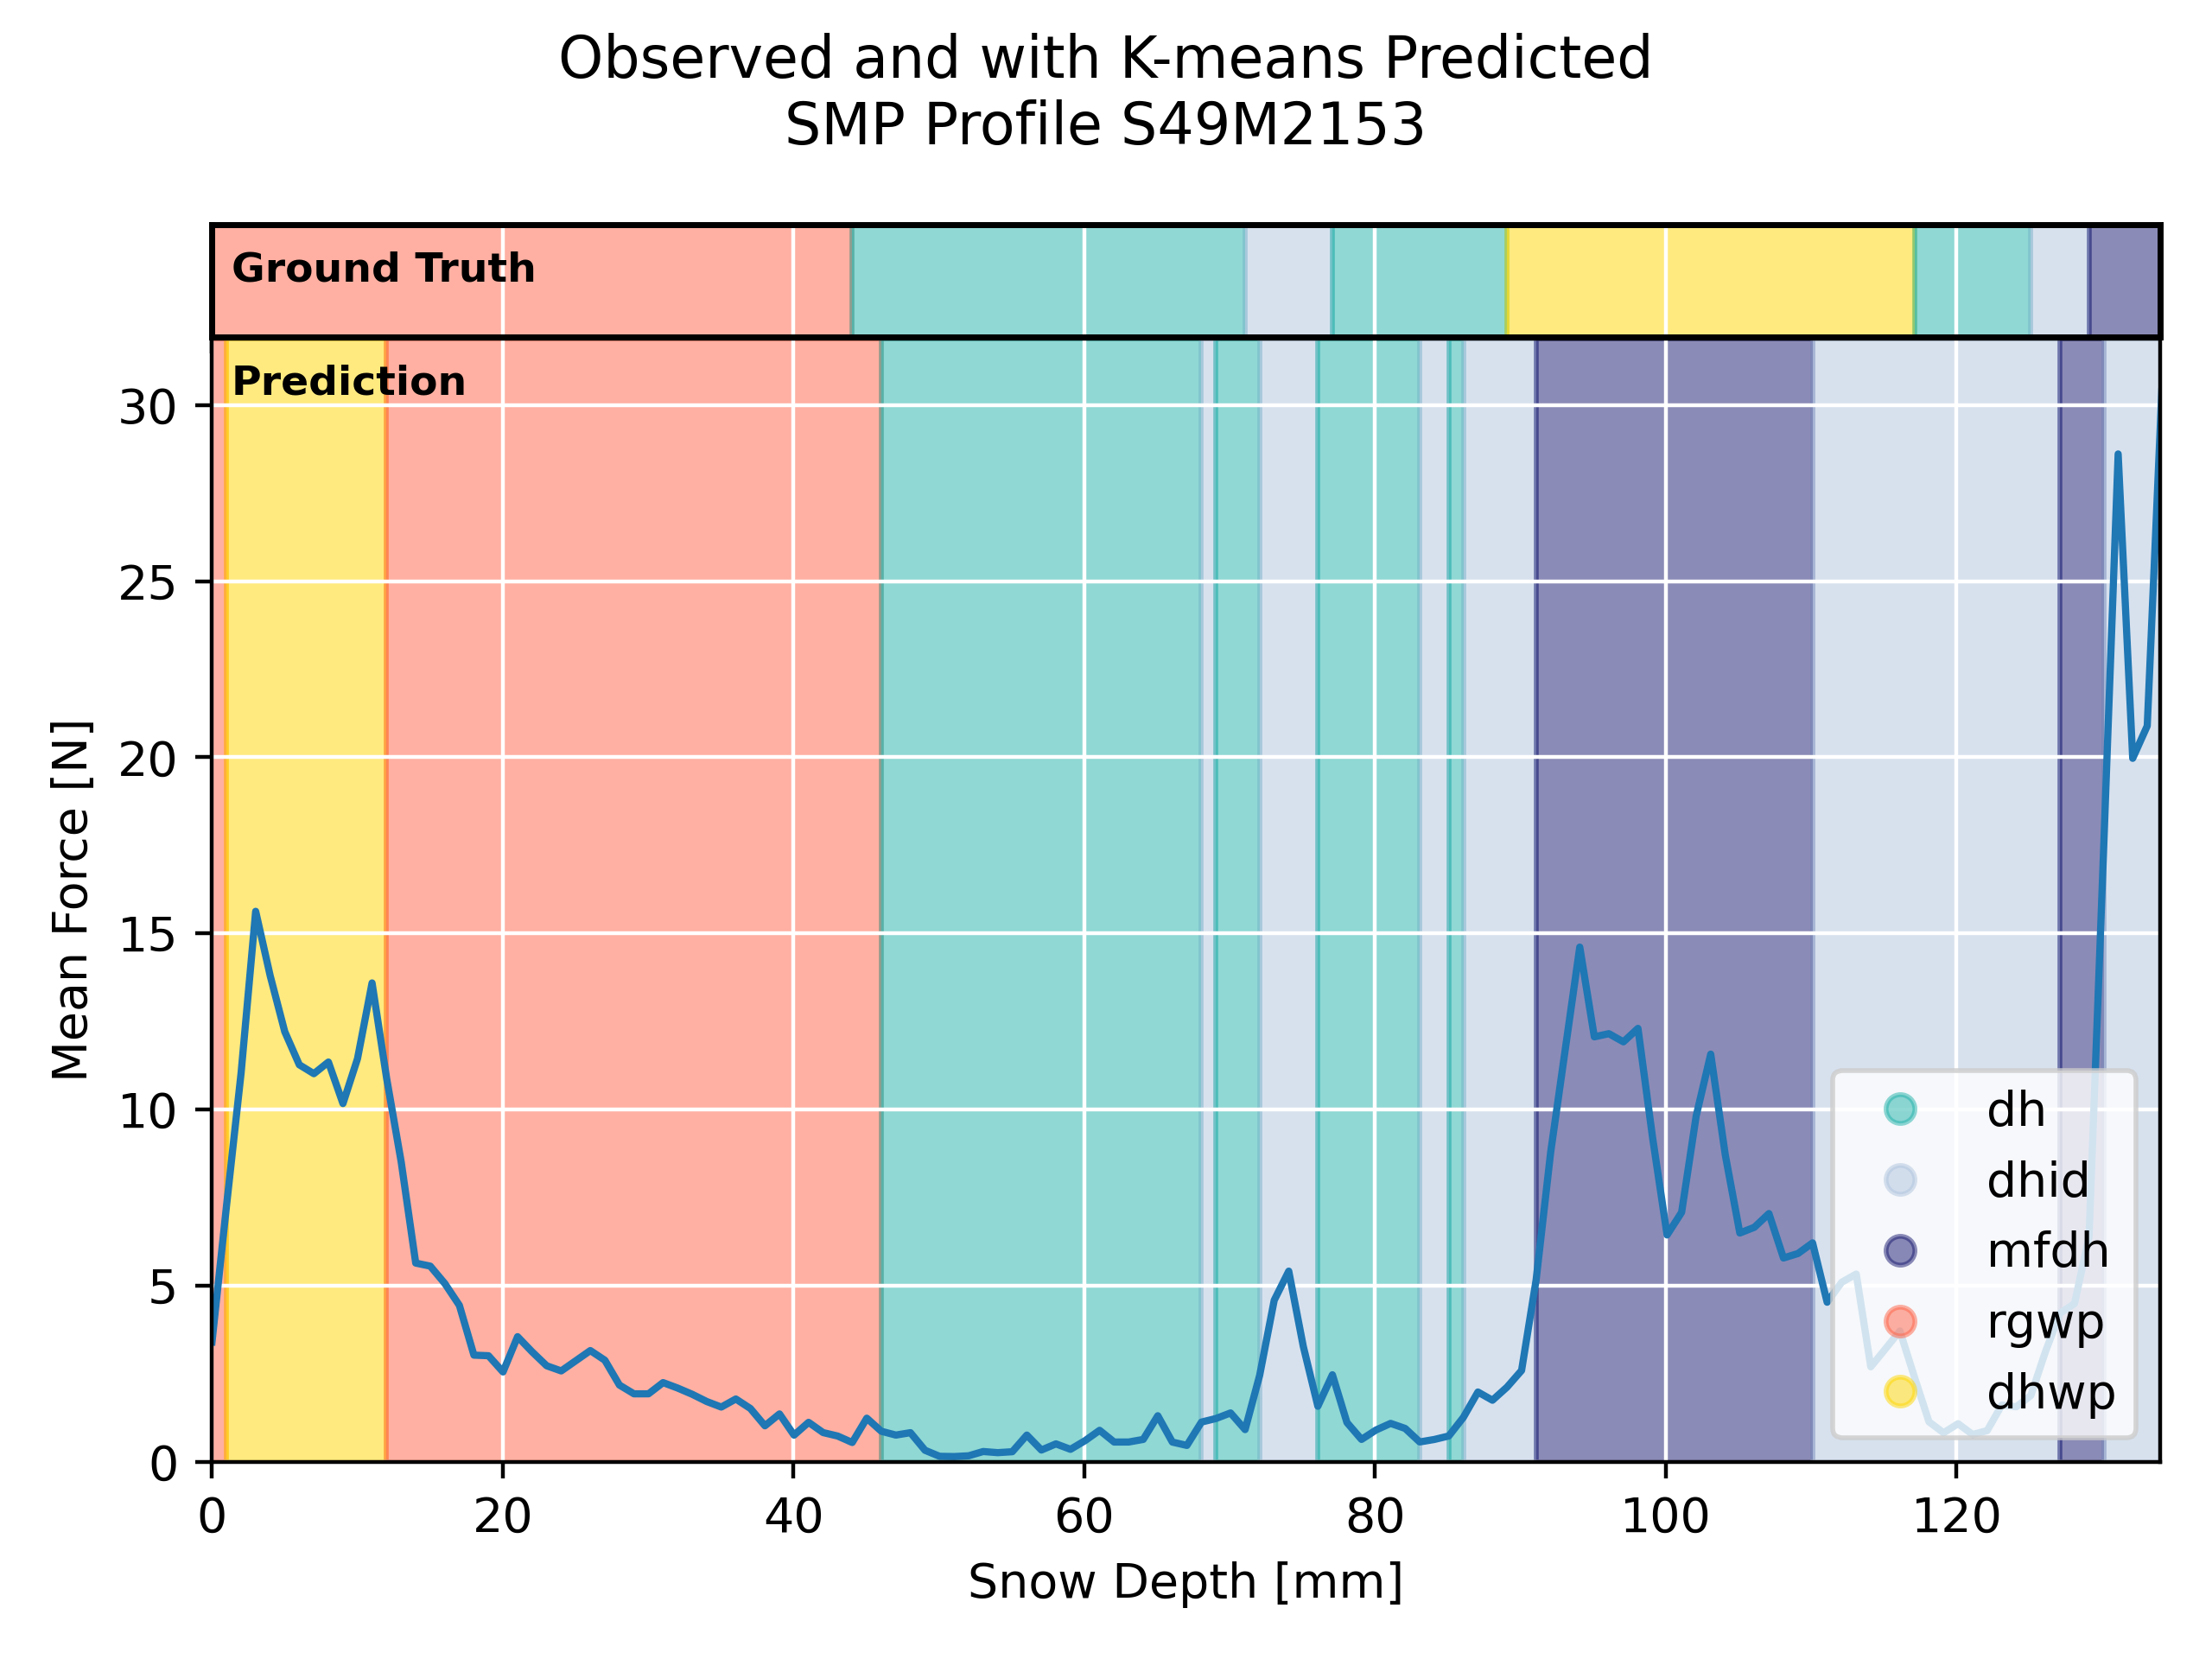 Observed and with K-means Predicted
SMP Profile S49M2153
Ground Truth
Prediction
30
25
20
15
10
5
0
Mean Force [N]
dh
dhid
mfdh
rgwp
dhwp
0 20 40 60 80 100 120
Snow Depth [mm]